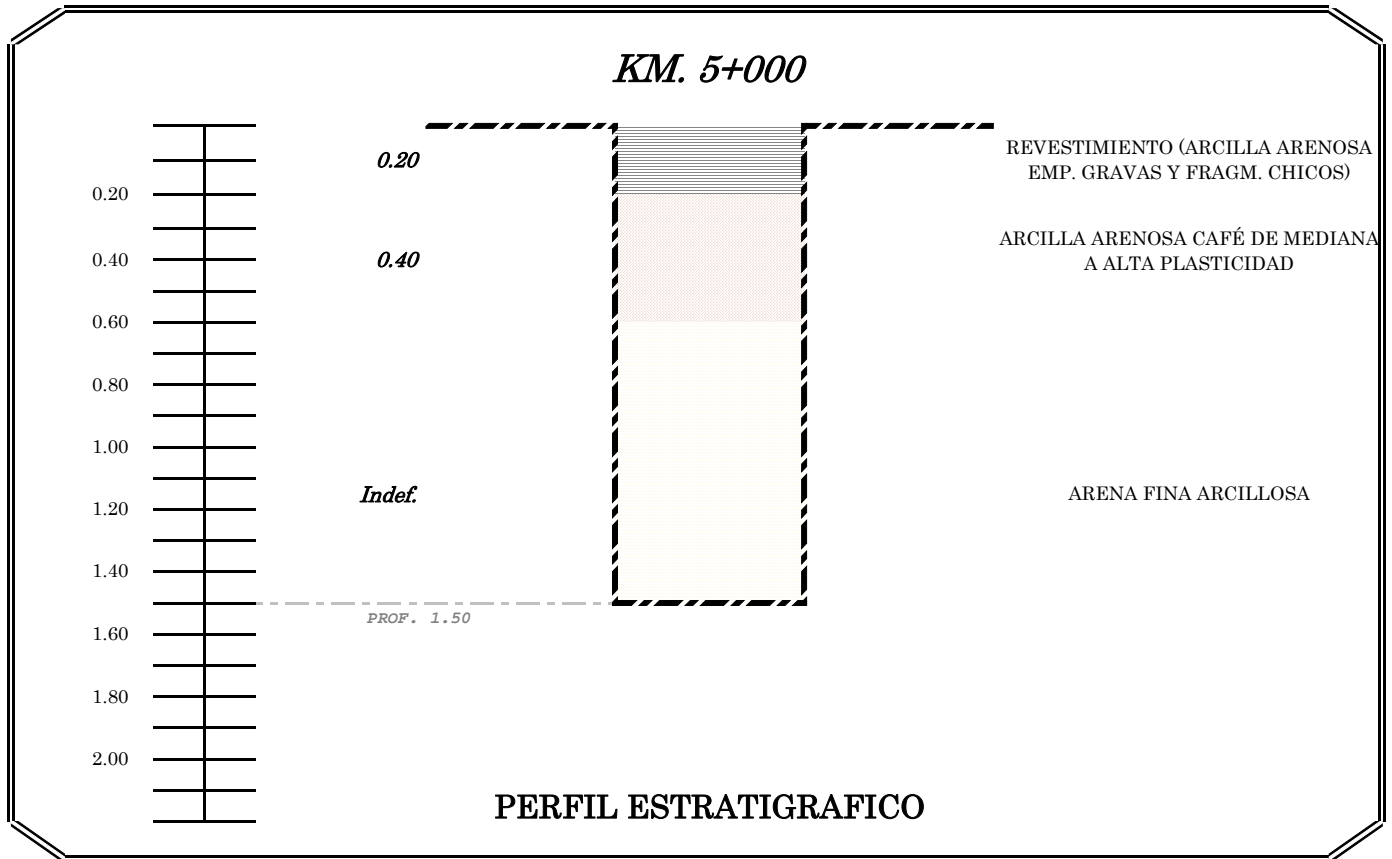 KM. 5+000
0.20
REVESTIMIENTO (ARCILLA ARENOSA
EMP. GRAVAS Y FRAGM. CHICOS)
0.20
ARCILLA ARENOSA CAFÉ DE MEDIANA
0.40
0.40
A ALTA PLASTICIDAD
0.60
0.80
1.00
Indef.
ARENA FINA ARCILLOSA
1.20
1.40
PROF. 1.50
1.60
1.80
2.00
PERFIL ESTRATIGRAFICO